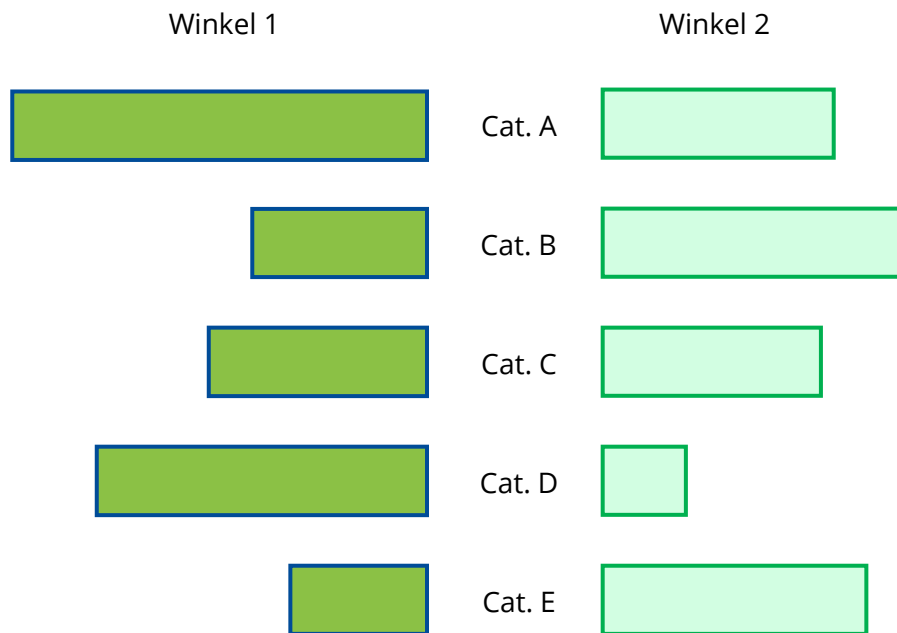 Winkel 1
Winkel 2
Cat. A
Cat. B
Cat. C
Cat. D
Cat. E